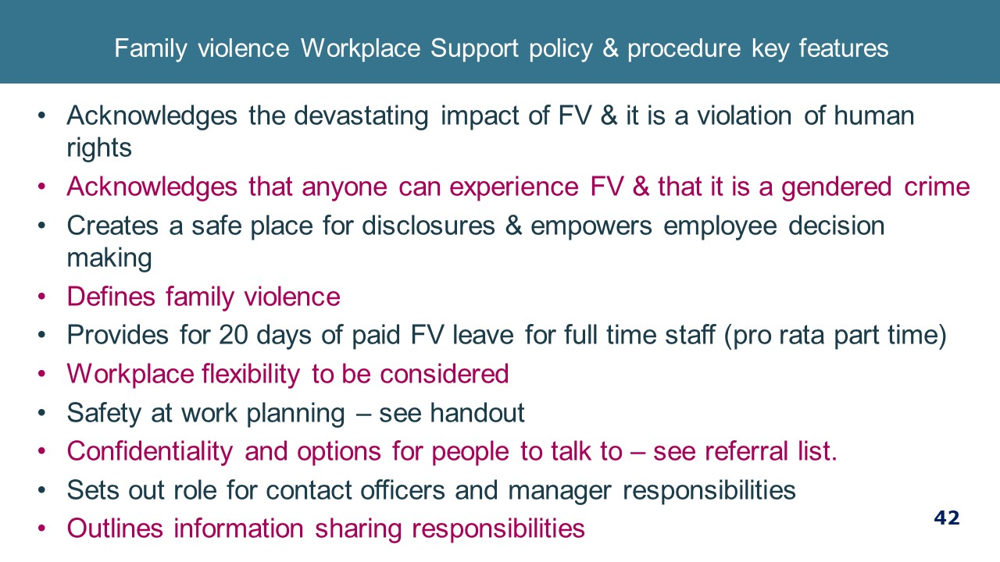 Family violence Workplace Support policy & procedure key features
• Acknowledges the devastating impact of FV & it is a violation of human
rights
• Acknowledges that anyone can experience FV & that it is a gendered crime
• Creates a safe place for disclosures & empowers employee decision
making
• Defines family violence
• Provides for 20 days of paid FV leave for full time staff (pro rata part time)
• Workplace flexibility to be considered
• Safety at work planning – see handout
• Confidentiality and options for people to talk to – see referral list.
• Sets out role for contact officers and manager responsibilities
• Outlines information sharing responsibilities
42